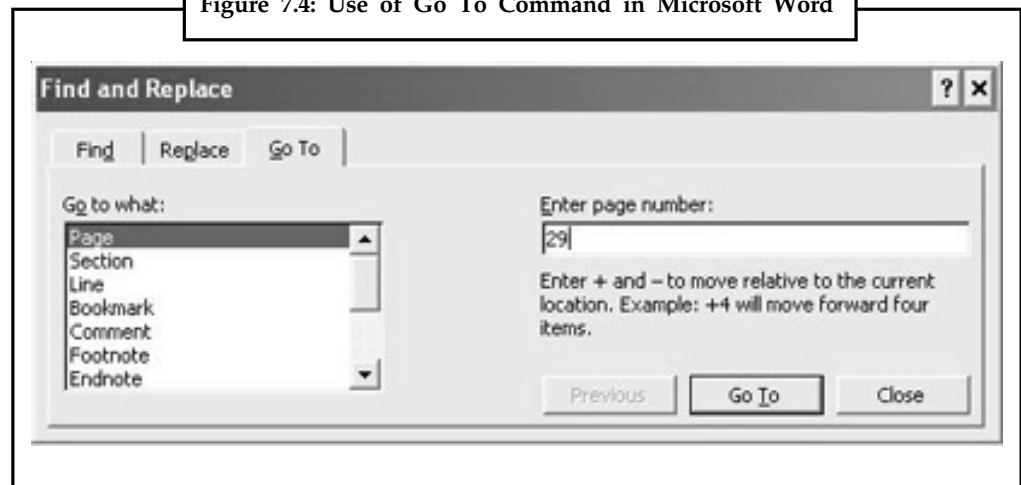 Figure 7.4: Use of Go To Command in Microsoft Word
Find and Replace
? ×
Find Replace Go To
Go to what:
Page
Section
Line
Bookmark
Comment
Footnote
Endnote
Enter page number:
29
Enter + and – to move relative to the current
location. Example: +4 will move forward four
items.
Previous Go To Close